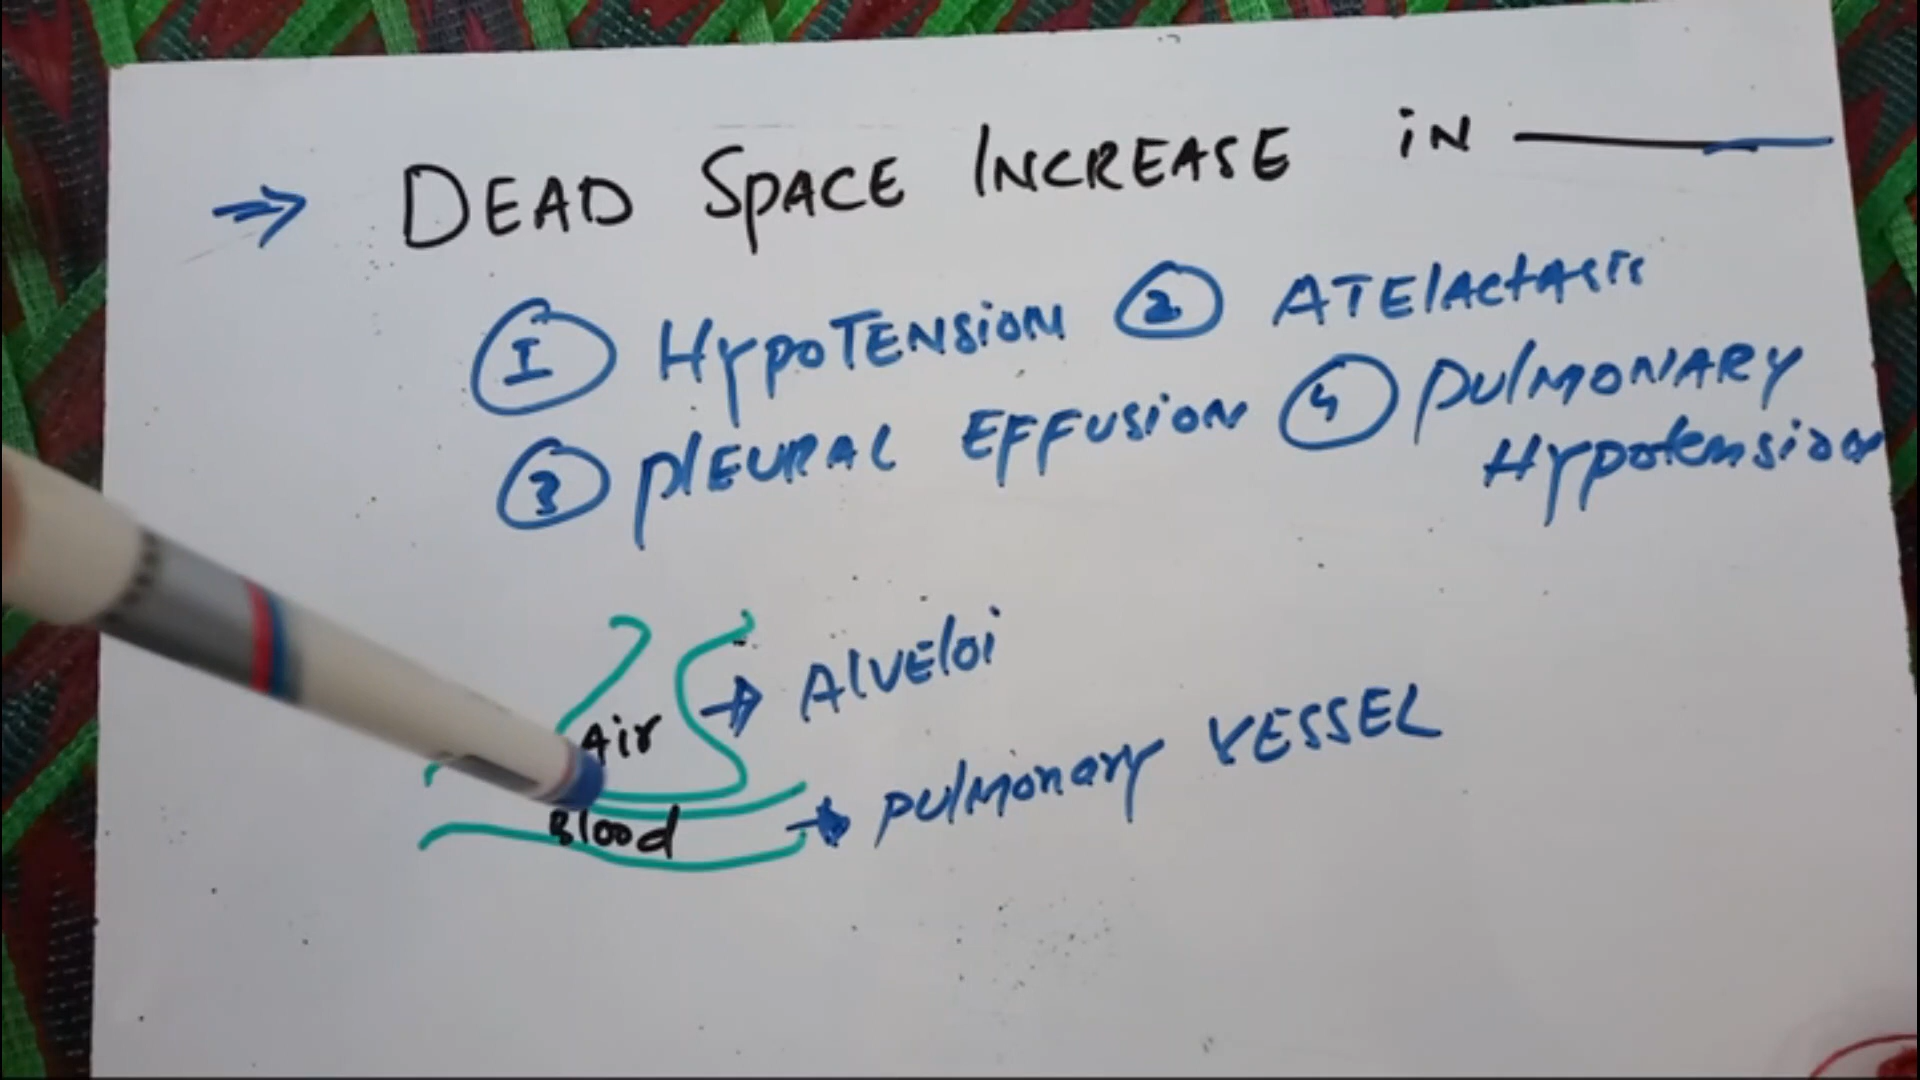 → DEAD SPACE INCREASE iN ———
① HypoTENSiON ② ATElActAsis
③ plEURAL EFFUSiON ④ pUlMONARY
Hypotension
Air → AlVEloi
Blood → pUlMonary VESSEL